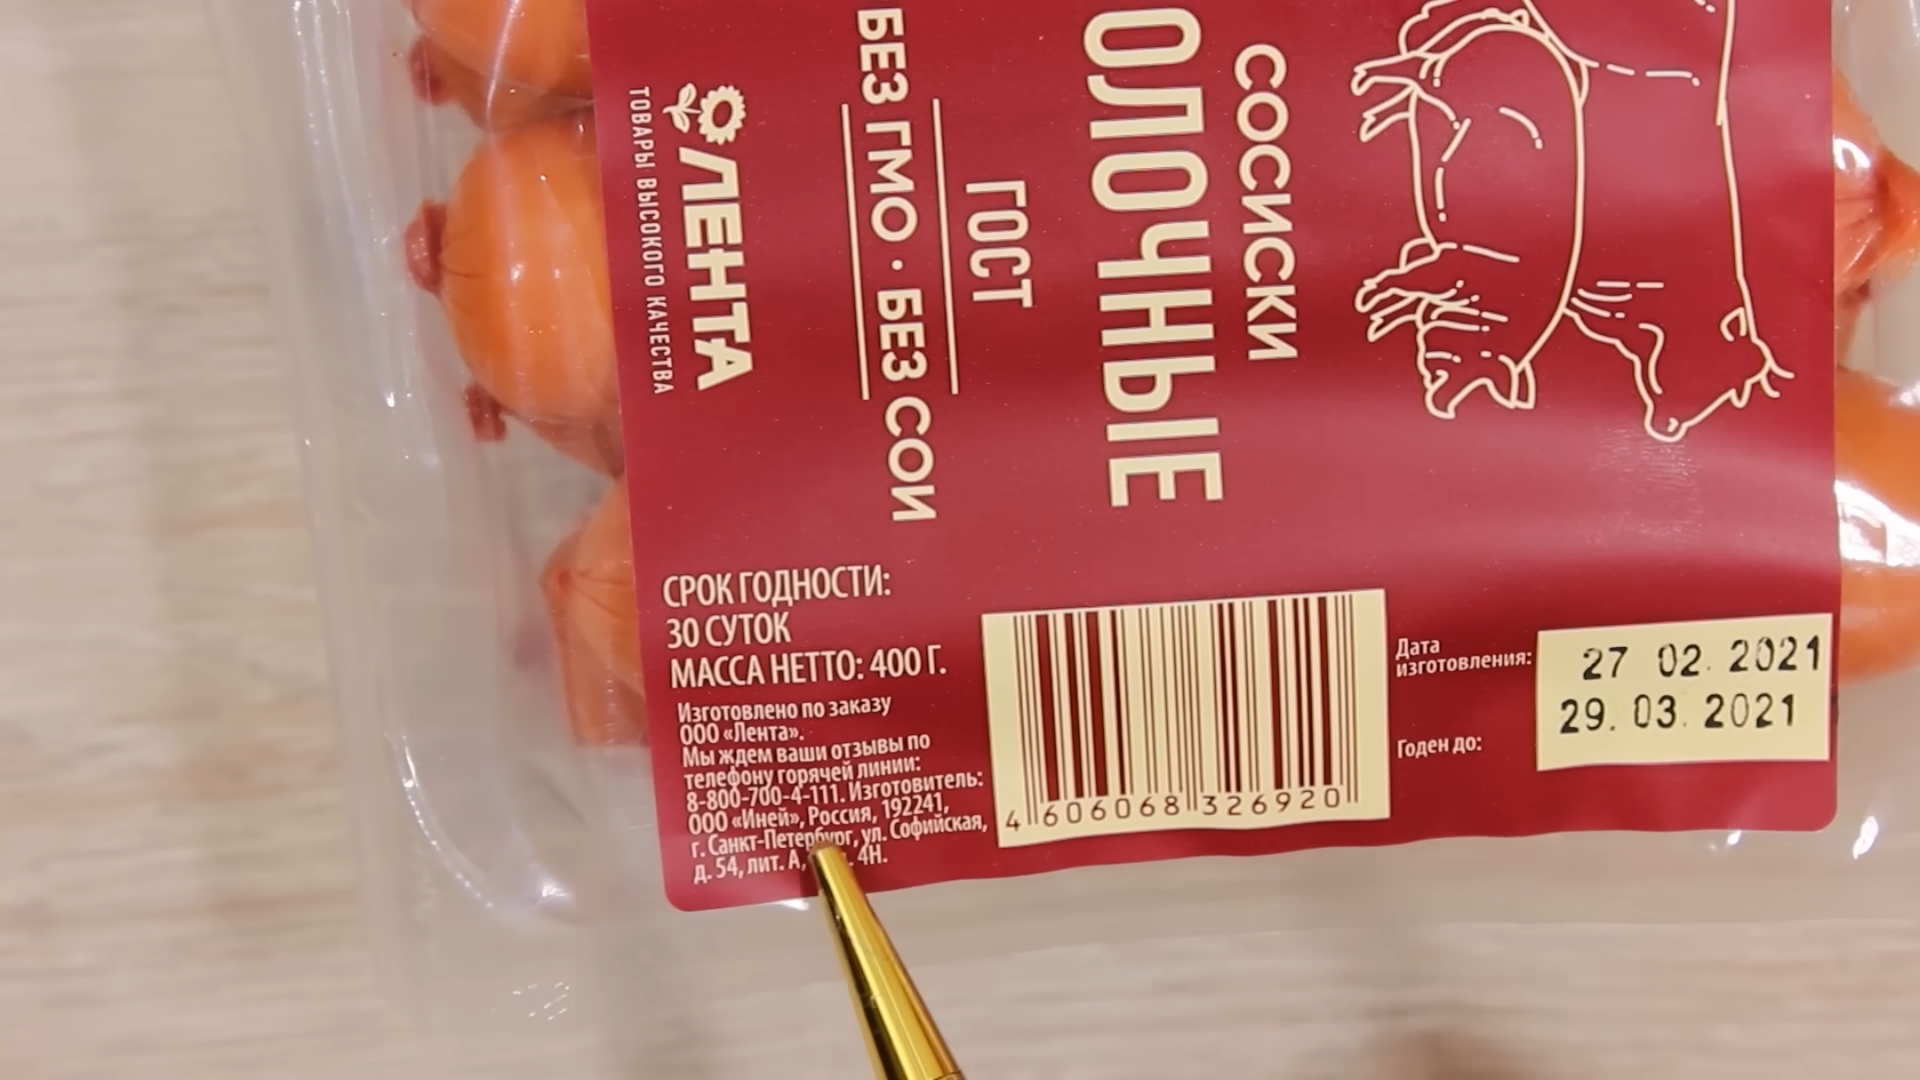 СОСИСКИ
ОЛОЧНЫЕ
ГОСТ
БЕЗ ГМО · БЕЗ СОИ
ЛЕНТА
ТОВАРЫ ВЫСОКОГО КАЧЕСТВА
СРОК ГОДНОСТИ:
30 СУТОК
МАССА НЕТТО: 400 Г.
Изготовлено по заказу
ООО «Лента».
Мы ждем ваши отзывы по
телефону горячей линии:
8-800-700-4-111. Изготовитель:
ООО «Иней», Россия, 192241,
г. Санкт-Петербург, ул. Софийская,
д. 54, лит. А, 4Н.
4 606068 326920
Дата
изготовления:
27 02. 2021
29. 03. 2021
Годен до: